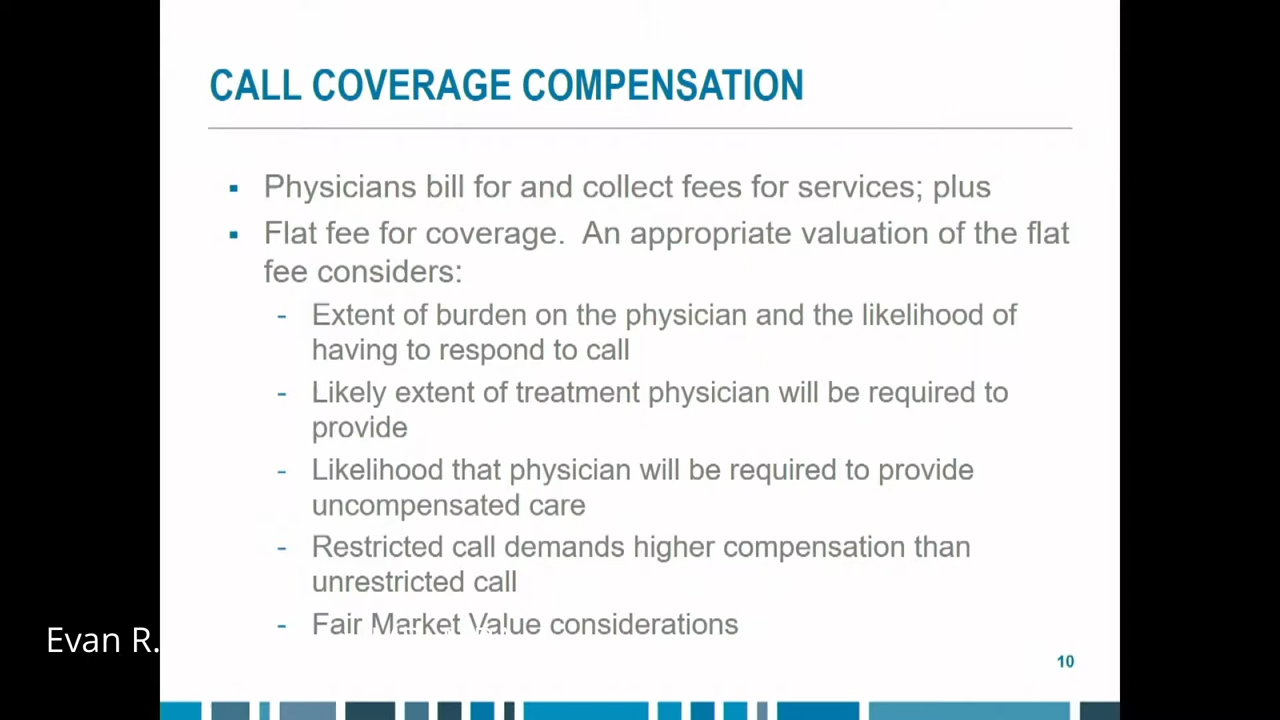 CALL COVERAGE COMPENSATION
▪ Physicians bill for and collect fees for services; plus
▪ Flat fee for coverage.  An appropriate valuation of the flat
fee considers:
- Extent of burden on the physician and the likelihood of
having to respond to call
- Likely extent of treatment physician will be required to
provide
- Likelihood that physician will be required to provide
uncompensated care
- Restricted call demands higher compensation than
unrestricted call
- Fair Market Value considerations
Evan R.
10